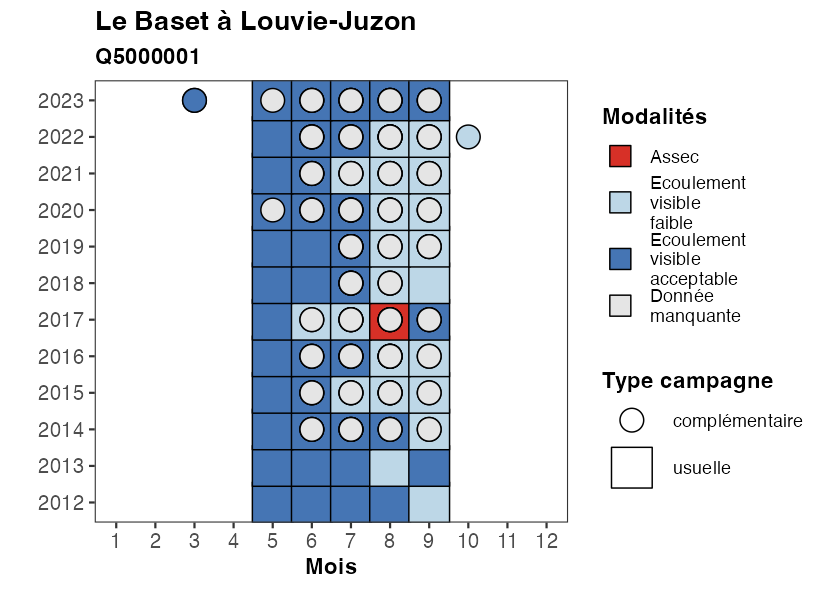 Le Baset à Louvie-Juzon
Q5000001
2023
2022
2021
2020
2019
2018
2017
2016
2015
2014
2013
2012
1 2 3 4 5 6 7 8 9 10 11 12
Mois
Modalités
Assec
Ecoulement
visible
faible
Ecoulement
visible
acceptable
Donnée
manquante
Type campagne
complémentaire
usuelle